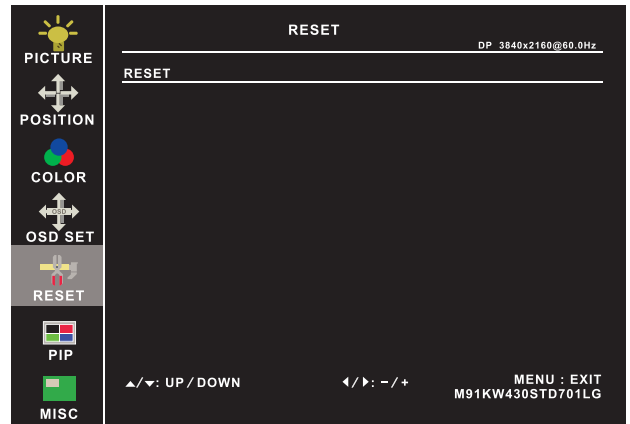 RESET
DP 3840x2160@60.0Hz
RESET
PICTURE
POSITION
COLOR
OSD
OSD SET
RESET
PIP
MISC
▲/▼: UP / DOWN
◀/▶: – / +
MENU : EXIT
M91KW430STD701LG